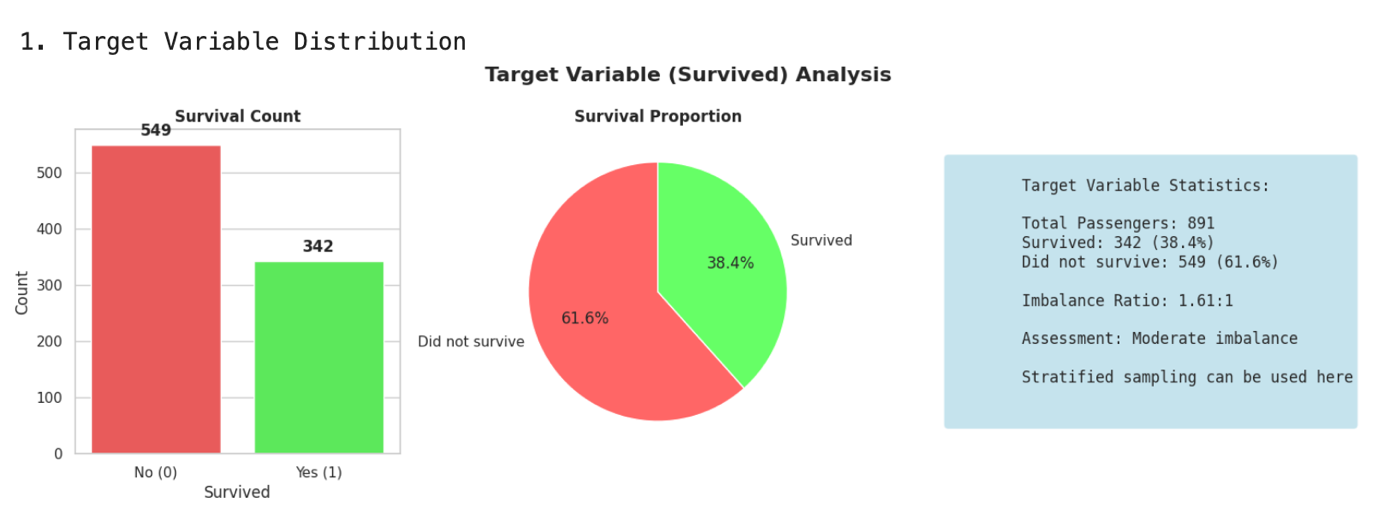 1. Target Variable Distribution
Target Variable (Survived) Analysis
Survival Count
549
342
500
400
300
200
100
0
Count
No (0)
Yes (1)
Survived
Survival Proportion
Survived
38.4%
61.6%
Did not survive
Target Variable Statistics:
Total Passengers: 891
Survived: 342 (38.4%)
Did not survive: 549 (61.6%)
Imbalance Ratio: 1.61:1
Assessment: Moderate imbalance
Stratified sampling can be used here